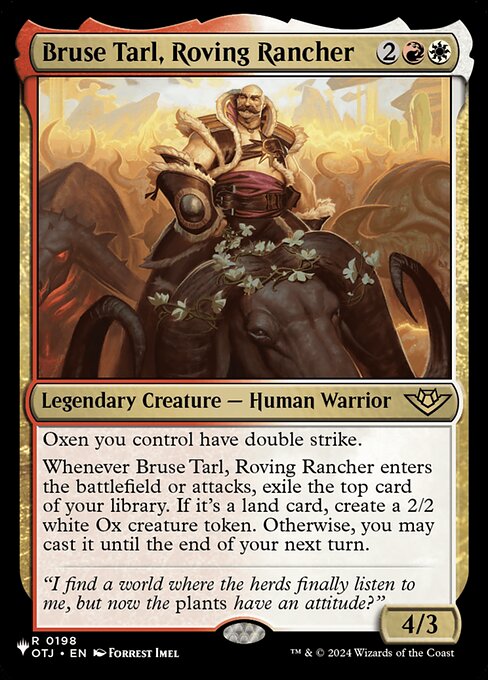 Bruse Tarl, Roving Rancher 2
Legendary Creature — Human Warrior
Oxen you control have double strike.
Whenever Bruse Tarl, Roving Rancher enters
the battlefield or attacks, exile the top card
of your library. If it's a land card, create a 2/2
white Ox creature token. Otherwise, you may
cast it until the end of your next turn.
“I find a world where the herds finally listen to
me, but now the plants have an attitude?”
4/3
R 0198
OTJ • EN Forrest Imel
™ & © 2024 Wizards of the Coast